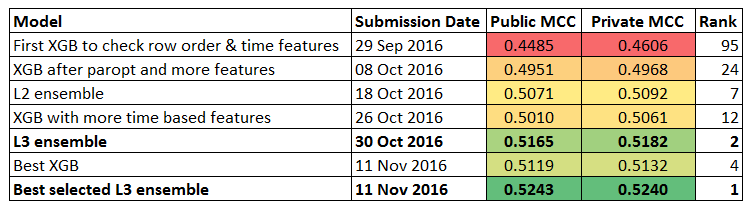 Model Submission Date Public MCC Private MCC Rank
First XGB to check row order & time features 29 Sep 2016 0.4485 0.4606 95
XGB after paropt and more features 08 Oct 2016 0.4951 0.4968 24
L2 ensemble 18 Oct 2016 0.5071 0.5092 7
XGB with more time based features 26 Oct 2016 0.5010 0.5061 12
L3 ensemble 30 Oct 2016 0.5165 0.5182 2
Best XGB 11 Nov 2016 0.5119 0.5132 4
Best selected L3 ensemble 11 Nov 2016 0.5243 0.5240 1